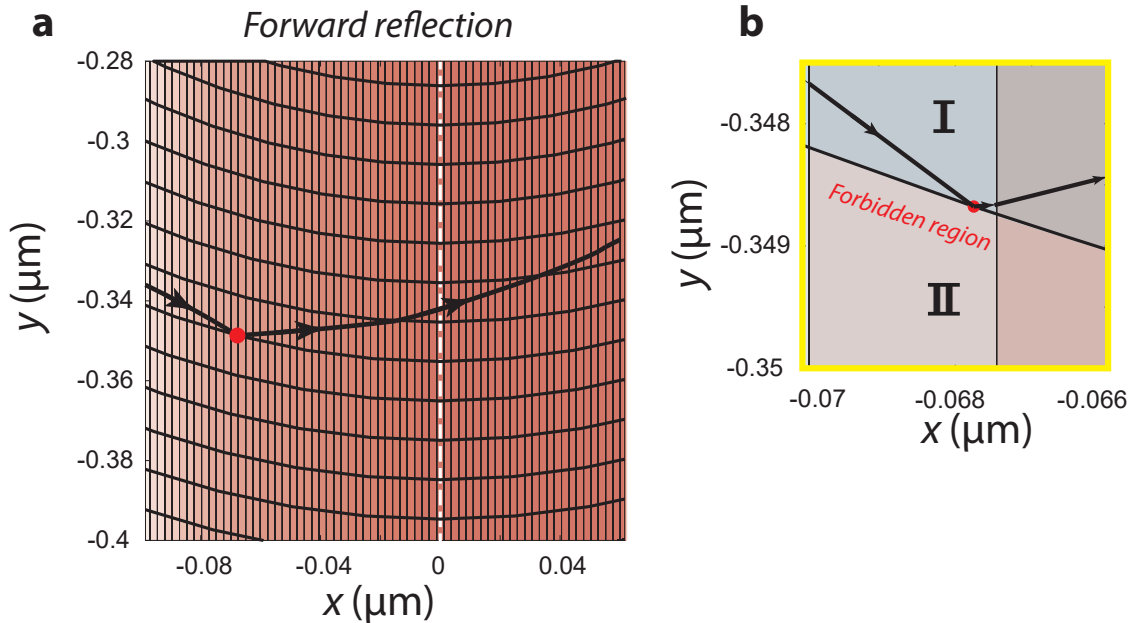 a
Forward reflection
-0.28
-0.3
-0.32
-0.34
-0.36
-0.38
-0.4
y (µm)
-0.08
-0.04
0
0.04
x (µm)
b
I
Forbidden region
II
-0.348
-0.349
-0.35
y (µm)
-0.07
-0.068
-0.066
x (µm)